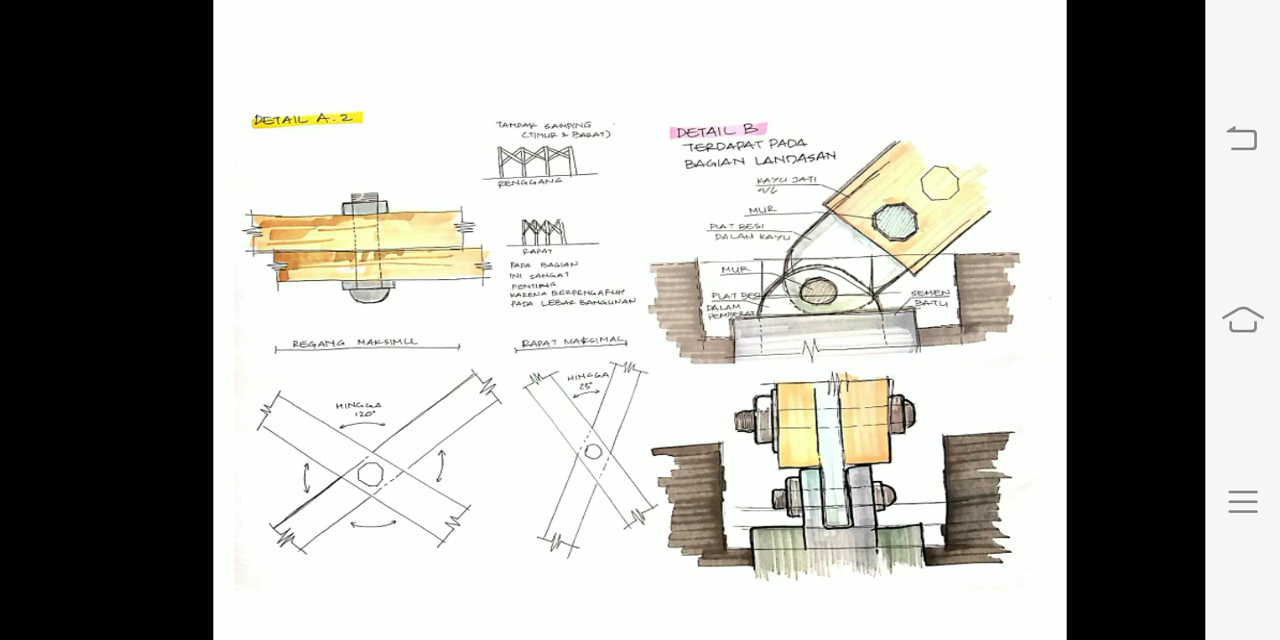 DETAIL A.2
TAMPAK SAMPING
(TIMUR & BARAT)
RENGGANG
RAPAT
PADA BAGIAN
INI SANGAT
PENTING
KARENA BERPENGARUH
PADA LEBAR BANGUNAN
REGANG MAKSIMLL
RAPAT MAKSIMAL
HINGGA
120°
HINGGA
25°
DETAIL B
TERDAPAT PADA
BAGIAN LANDASAN
KAYU JATI
MUR
PLAT BESI
DALAM KAYU
MUR
PLAT BESI
DALAM
PEMBERAT
SEMEN
BATU